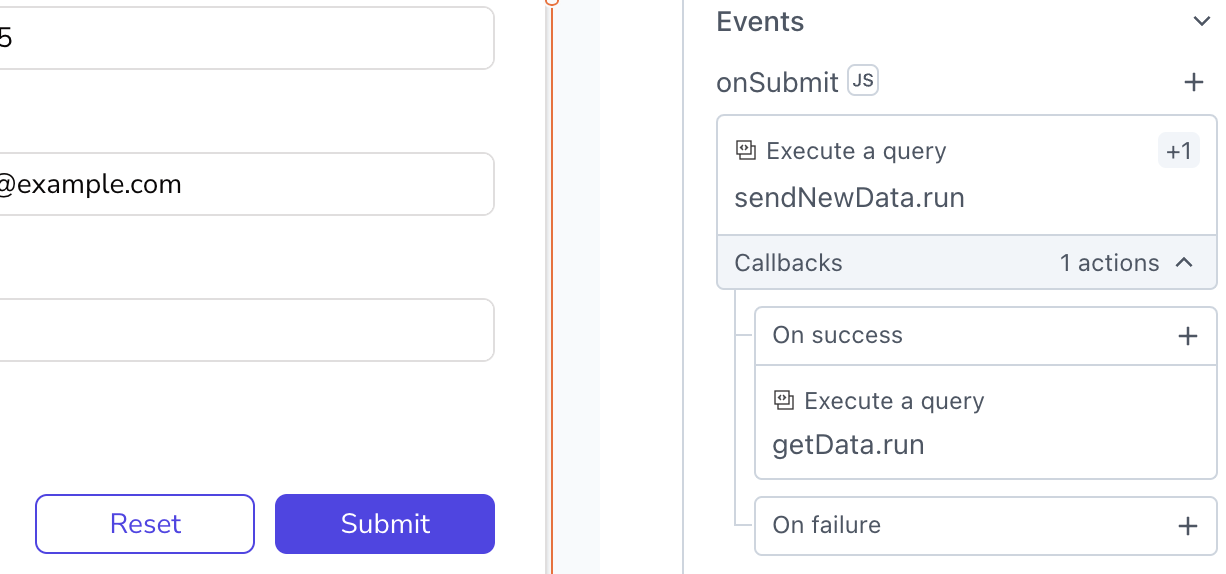 5
@example.com
Reset
Submit
Events
onSubmit JS
Execute a query +1
sendNewData.run
Callbacks 1 actions
On success
Execute a query
getData.run
On failure